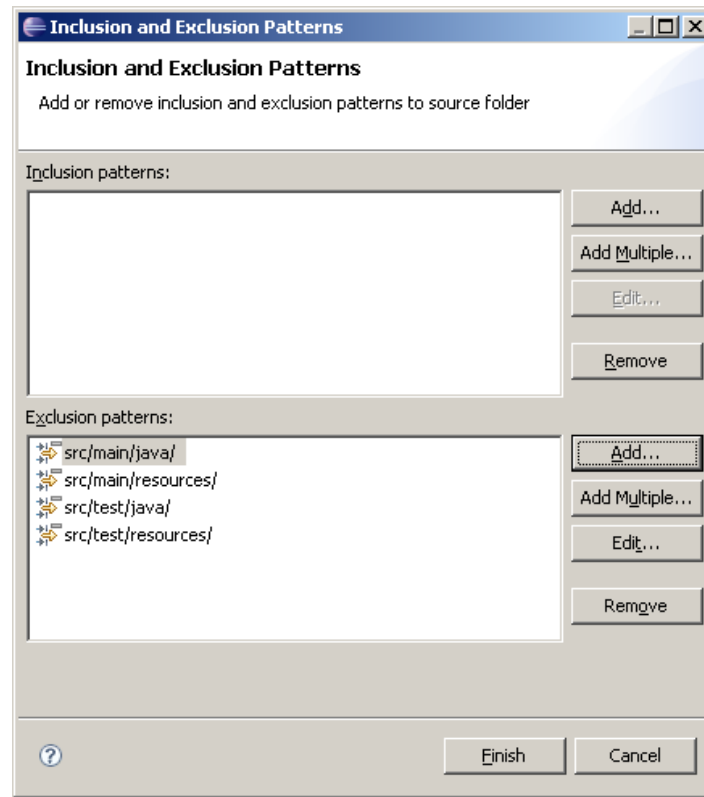 Inclusion and Exclusion Patterns
Inclusion and Exclusion Patterns
Add or remove inclusion and exclusion patterns to source folder
Inclusion patterns:
Add...
Add Multiple...
Edit...
Remove
Exclusion patterns:
src/main/java/
src/main/resources/
src/test/java/
src/test/resources/
Add...
Add Multiple...
Edit...
Remove
?
Finish
Cancel